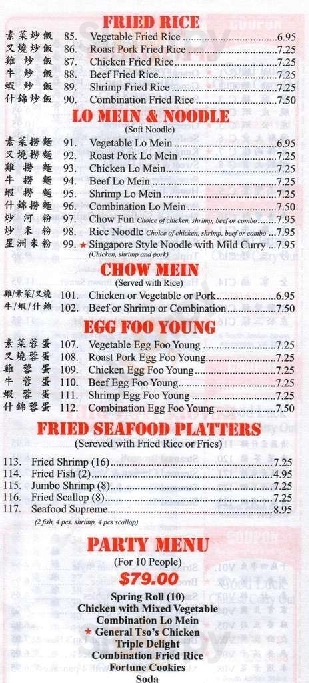 FRIED RICE
素菜炒飯 85. Vegetable Fried Rice 6.95
叉燒炒飯 86. Roast Pork Fried Rice 7.25
雞炒飯 87. Chicken Fried Rice 7.25
牛炒飯 88. Beef Fried Rice 7.25
蝦炒飯 89. Shrimp Fried Rice 7.25
什錦炒飯 90. Combination Fried Rice 7.50
LO MEIN & NOODLE
(Soft Noodle)
素菜撈麵 91. Vegetable Lo Mein 6.95
叉燒撈麵 92. Roast Pork Lo Mein 7.25
雞撈麵 93. Chicken Lo Mein 7.25
牛撈麵 94. Beef Lo Mein 7.25
蝦撈麵 95. Shrimp Lo Mein 7.25
什錦撈麵 96. Combination Lo Mein 7.50
炒河粉 97. Chow Fun Choice of chicken, shrimp, beef or combo 7.95
炒米粉 98. Rice Noodle Choice of chicken, shrimp, beef or combo 7.95
星洲米粉 99. ★ Singapore Style Noodle with Mild Curry 7.95
(Chicken, shrimp and pork)
CHOW MEIN
(Served with Rice)
雞/素菜/叉燒 101. Chicken or Vegetable or Pork 6.95
牛/蝦/什錦 102. Beef or Shrimp or Combination 7.50
EGG FOO YOUNG
素菜蓉蛋 107. Vegetable Egg Foo Young 7.25
叉燒蓉蛋 108. Roast Pork Egg Foo Young 7.25
雞蓉蛋 109. Chicken Egg Foo Young 7.25
牛蓉蛋 110. Beef Egg Foo Young 7.25
蝦蓉蛋 111. Shrimp Egg Foo Young 7.25
什錦蓉蛋 112. Combination Egg Foo Young 7.50
FRIED SEAFOOD PLATTERS
(Sereved with Fried Rice or Fries)
113. Fried Shrimp (16) 7.25
114. Fried Fish (2) 4.95
115. Jumbo Shrimp (8) 7.25
116. Fried Scallop (8) 7.25
117. Seafood Supreme 8.95
(2 fish, 4 pcs. shrimp, 4 pcs scallop)
PARTY MENU
(For 10 People)
$79.00
Spring Roll (10)
Chicken with Mixed Vegetable
Combination Lo Mein
★ General Tso's Chicken
Triple Delight
Combination Fried Rice
Fortune Cookies
Soda